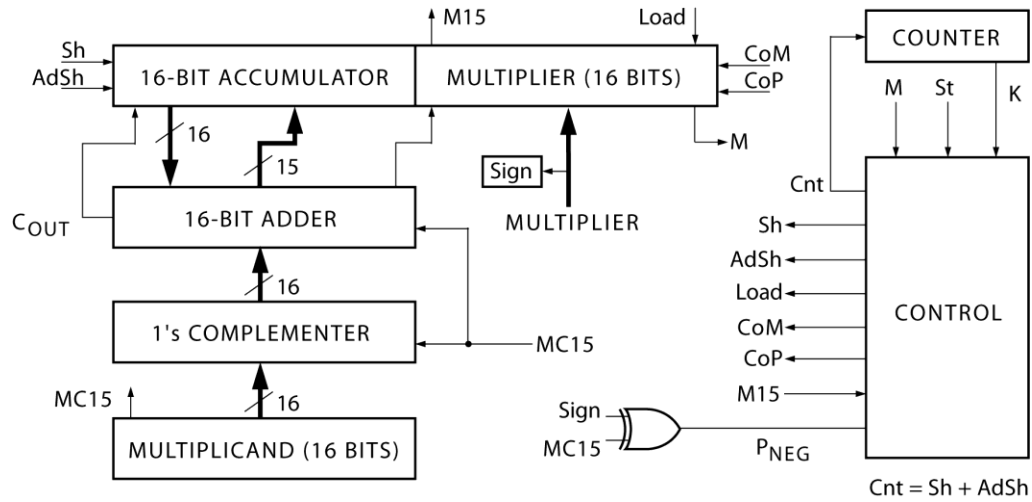 M15
Load
Sh
AdSh
16-BIT ACCUMULATOR
MULTIPLIER (16 BITS)
CoM
CoP
M
16
15
Sign
MULTIPLIER
C_OUT
16-BIT ADDER
16
1's COMPLEMENTER
MC15
MC15
16
MULTIPLICAND (16 BITS)
COUNTER
M
St
K
Cnt
Sh
AdSh
Load
CoM
CoP
M15
CONTROL
Sign
MC15
P_NEG
Cnt = Sh + AdSh